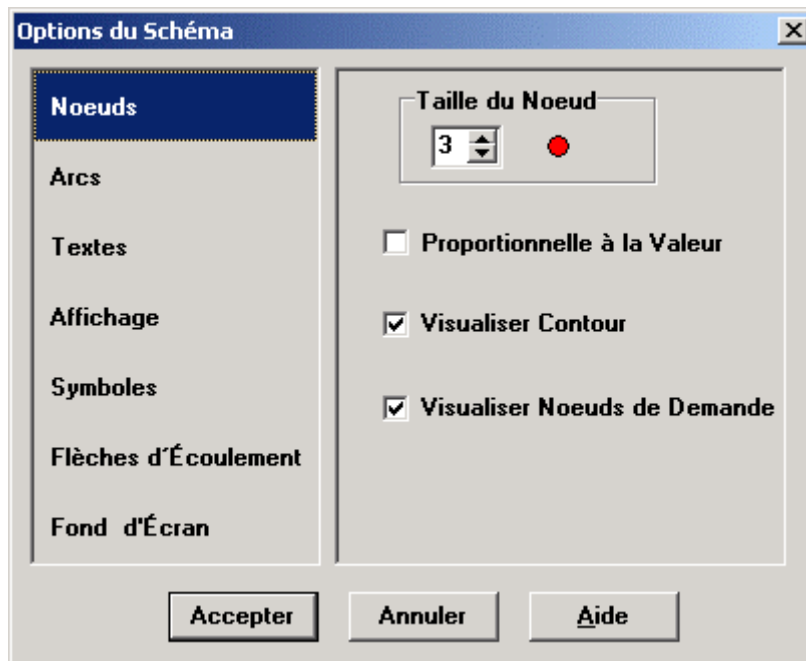 Options du Schéma
Noeuds
Arcs
Textes
Affichage
Symboles
Flèches d´Écoulement
Fond d'Écran
Taille du Noeud
3
Proportionnelle à la Valeur
Visualiser Contour
Visualiser Noeuds de Demande
Accepter
Annuler
Aide